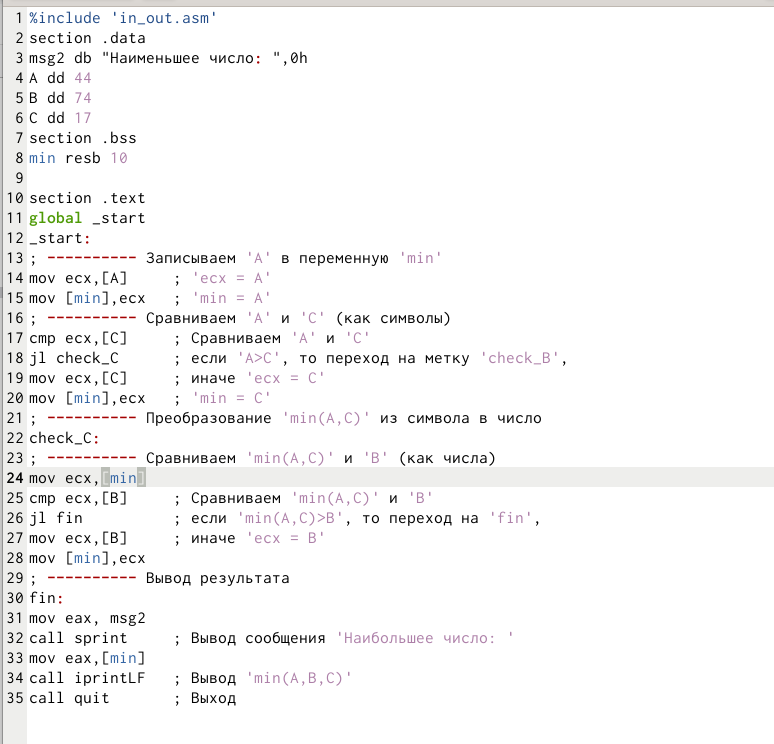 1 %include 'in_out.asm'
2 section .data
3 msg2 db "Наименьшее число: ",0h
4 A dd 44
5 B dd 74
6 C dd 17
7 section .bss
8 min resb 10
9
10 section .text
11 global _start
12 _start:
13 ; ---------- Записываем 'A' в переменную 'min'
14 mov ecx,[A] ; 'ecx = A'
15 mov [min],ecx ; 'min = A'
16 ; ---------- Сравниваем 'A' и 'С' (как символы)
17 cmp ecx,[C] ; Сравниваем 'A' и 'С'
18 jl check_C ; если 'A>C', то переход на метку 'check_B',
19 mov ecx,[C] ; иначе 'ecx = C'
20 mov [min],ecx ; 'min = C'
21 ; ---------- Преобразование 'min(A,C)' из символа в число
22 check_C:
23 ; ---------- Сравниваем 'min(A,C)' и 'B' (как числа)
24 mov ecx,[min]
25 cmp ecx,[B] ; Сравниваем 'min(A,C)' и 'B'
26 jl fin ; если 'min(A,C)>B', то переход на 'fin',
27 mov ecx,[B] ; иначе 'ecx = B'
28 mov [min],ecx
29 ; ---------- Вывод результата
30 fin:
31 mov eax, msg2
32 call sprint ; Вывод сообщения 'Наибольшее число: '
33 mov eax,[min]
34 call iprintLF ; Вывод 'min(A,B,C)'
35 call quit ; Выход